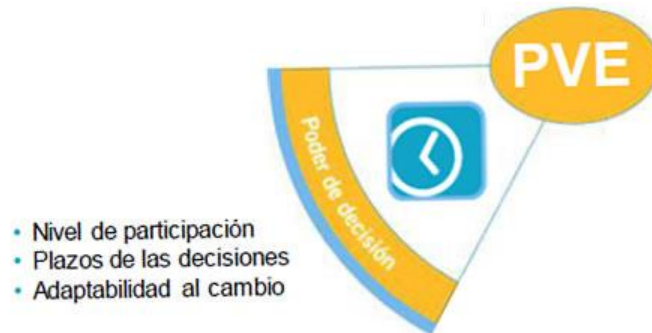 PVE
Poder de decisión
• Nivel de participación
• Plazos de las decisiones
• Adaptabilidad al cambio